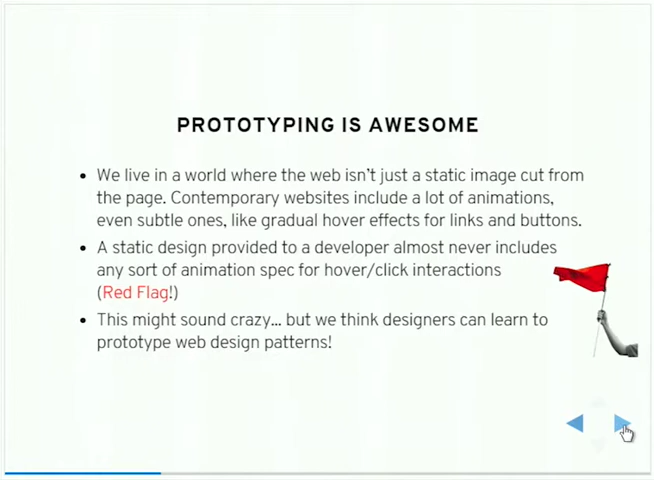 PROTOTYPING IS AWESOME
We live in a world where the web isn't just a static image cut from
the page. Contemporary websites include a lot of animations,
even subtle ones, like gradual hover effects for links and buttons.
A static design provided to a developer almost never includes
any sort of animation spec for hover/click interactions
(Red Flag!)
This might sound crazy... but we think designers can learn to
prototype web design patterns!